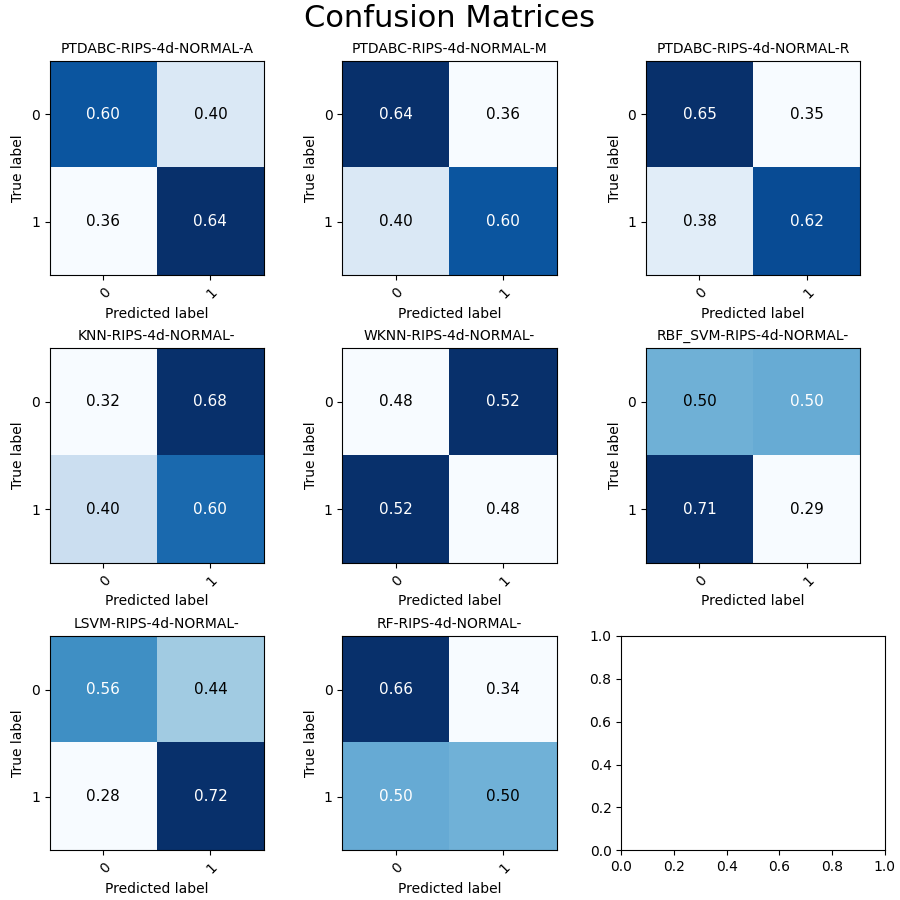 Confusion Matrices
PTDABC-RIPS-4d-NORMAL-A
0.60 0.40
0.36 0.64
0
1
True label
0 1
Predicted label
PTDABC-RIPS-4d-NORMAL-M
0.64 0.36
0.40 0.60
0
1
True label
0 1
Predicted label
PTDABC-RIPS-4d-NORMAL-R
0.65 0.35
0.38 0.62
0
1
True label
0 1
Predicted label
KNN-RIPS-4d-NORMAL-
0.32 0.68
0.40 0.60
0
1
True label
0 1
Predicted label
WKNN-RIPS-4d-NORMAL-
0.48 0.52
0.52 0.48
0
1
True label
0 1
Predicted label
RBF_SVM-RIPS-4d-NORMAL-
0.50 0.50
0.71 0.29
0
1
True label
0 1
Predicted label
LSVM-RIPS-4d-NORMAL-
0.56 0.44
0.28 0.72
0
1
True label
0 1
Predicted label
RF-RIPS-4d-NORMAL-
0.66 0.34
0.50 0.50
0
1
True label
0 1
Predicted label
1.0
0.8
0.6
0.4
0.2
0.0
0.0 0.2 0.4 0.6 0.8 1.0